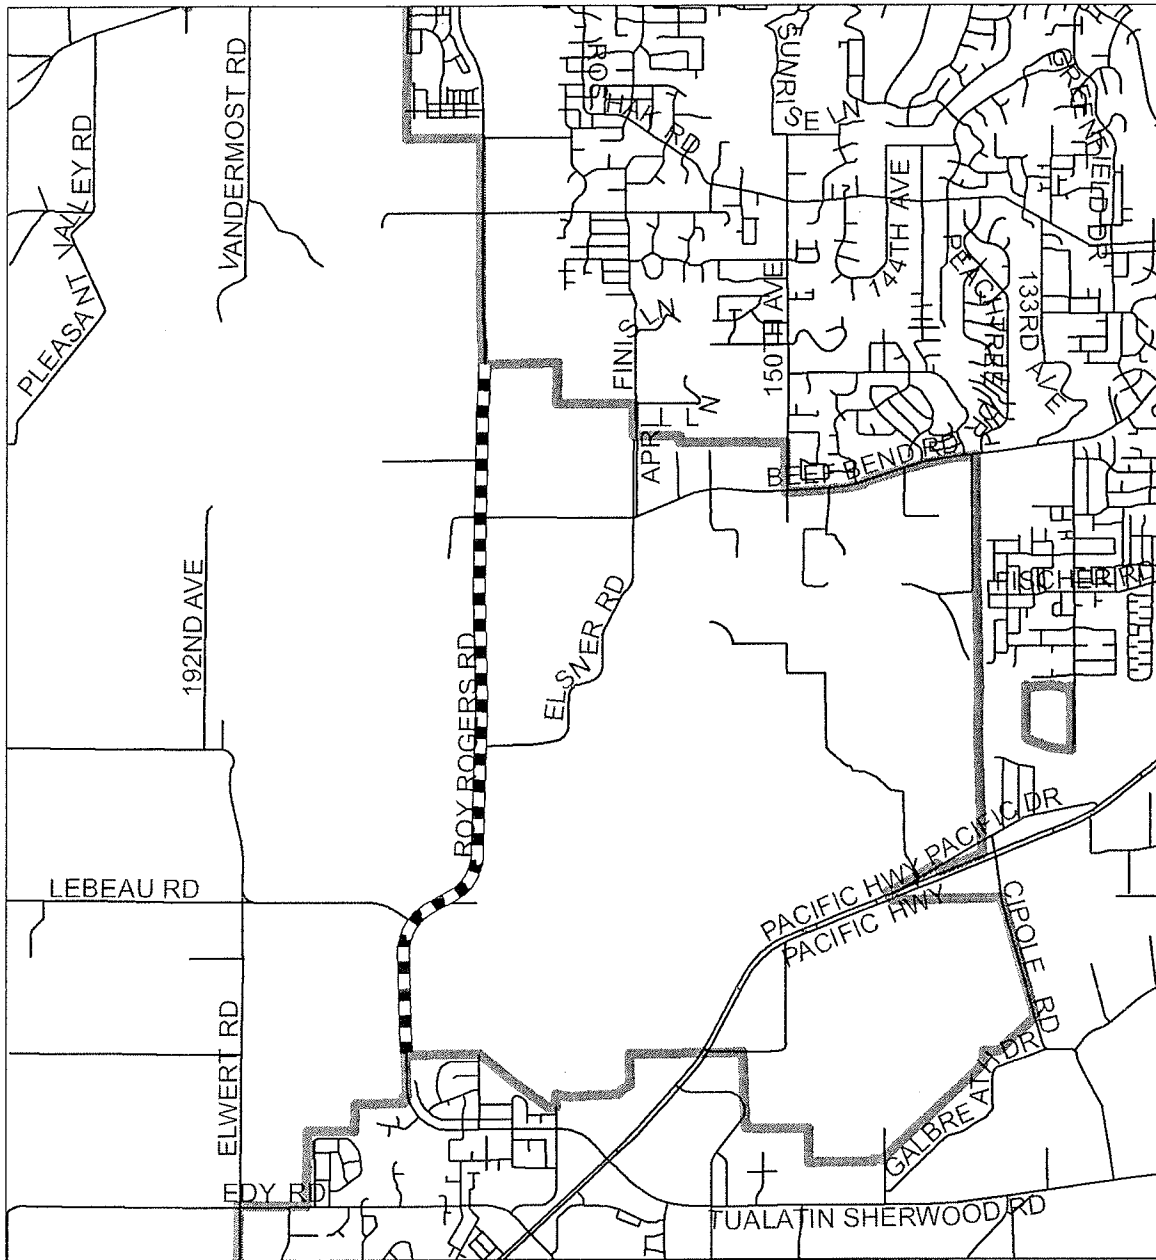 VANDERMOST RD
PLEASANT VALLEY RD
ROSHAK RD
SUNRISE LN
GREENFIELD DR
144TH AVE
PEACHTREE
133RD AVE
150TH AVE
FINIS LN
APRIL LN
BEEF BEND RD
FISCHER RD
192ND AVE
ELSNER RD
ROY ROGERS RD
PACIFIC DR
PACIFIC HWY
PACIFIC HWY
LEBEAU RD
CIPOLE RD
ELWERT RD
GALBREATH DR
EDY RD
TUALATIN SHERWOOD RD